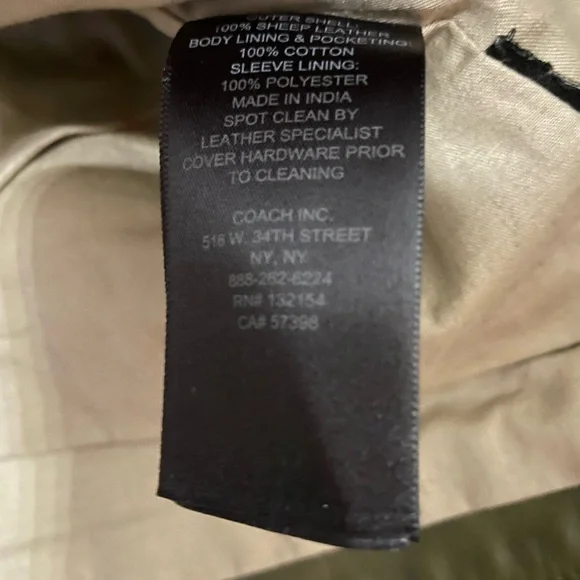 OUTER SHELL:
100% SHEEP LEATHER
BODY LINING & POCKETING:
100% COTTON
SLEEVE LINING:
100% POLYESTER
MADE IN INDIA
SPOT CLEAN BY
LEATHER SPECIALIST
COVER HARDWARE PRIOR
TO CLEANING
COACH INC.
516 W. 34TH STREET
NY, NY
888-262-6224
RN# 132154
CA# 57398